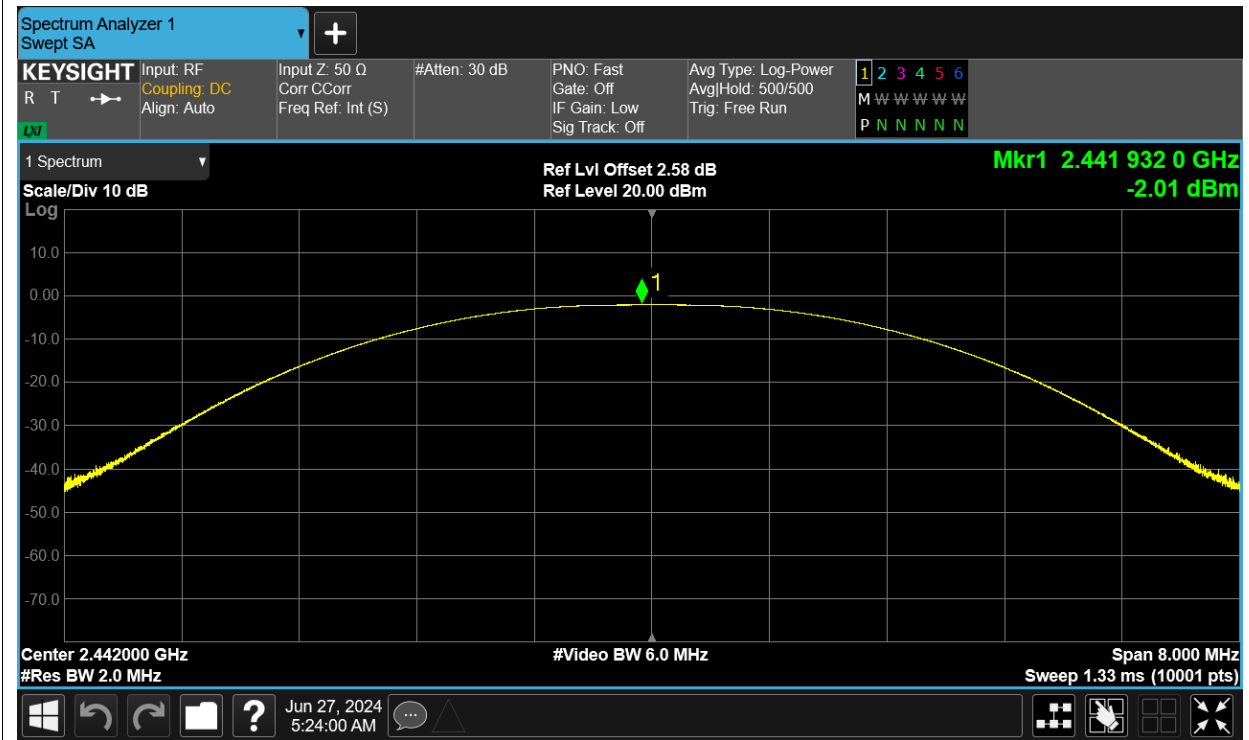 Spectrum Analyzer 1
Swept SA
KEYSIGHT
R T
LXI
Input: RF
Coupling: DC
Align: Auto
Input Z: 50 Ω
Corr CCorr
Freq Ref: Int (S)
#Atten: 30 dB
PNO: Fast
Gate: Off
IF Gain: Low
Sig Track: Off
Avg Type: Log-Power
Avg|Hold: 500/500
Trig: Free Run
1 2 3 4 5 6
M W W W W W
P N N N N N
1 Spectrum
Scale/Div 10 dB
Log
Ref Lvl Offset 2.58 dB
Ref Level 20.00 dBm
Mkr1 2.441 932 0 GHz
-2.01 dBm
10.0
0.00
-10.0
-20.0
-30.0
-40.0
-50.0
-60.0
-70.0
1
Center 2.442000 GHz
#Res BW 2.0 MHz
#Video BW 6.0 MHz
Span 8.000 MHz
Sweep 1.33 ms (10001 pts)
?
Jun 27, 2024
5:24:00 AM